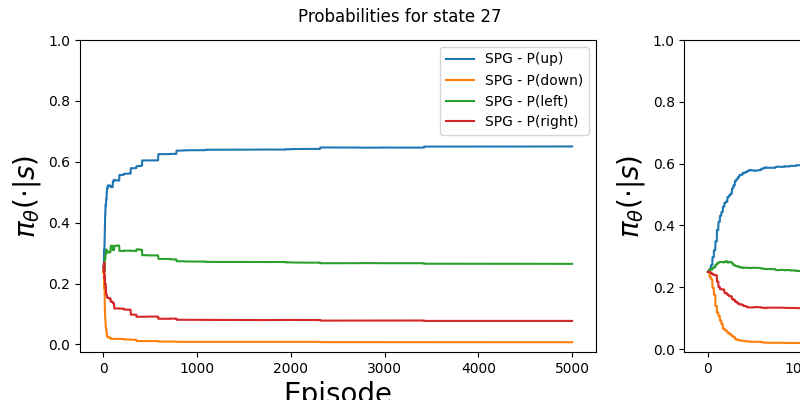 Probabilities for state 27
1.0
0.8
0.6
0.4
0.2
0.0
π_θ(·|s)
SPG - P(up)
SPG - P(down)
SPG - P(left)
SPG - P(right)
0 1000 2000 3000 4000 5000
Episode
1.0
0.8
0.6
0.4
0.2
0.0
π_θ(·|s)
0